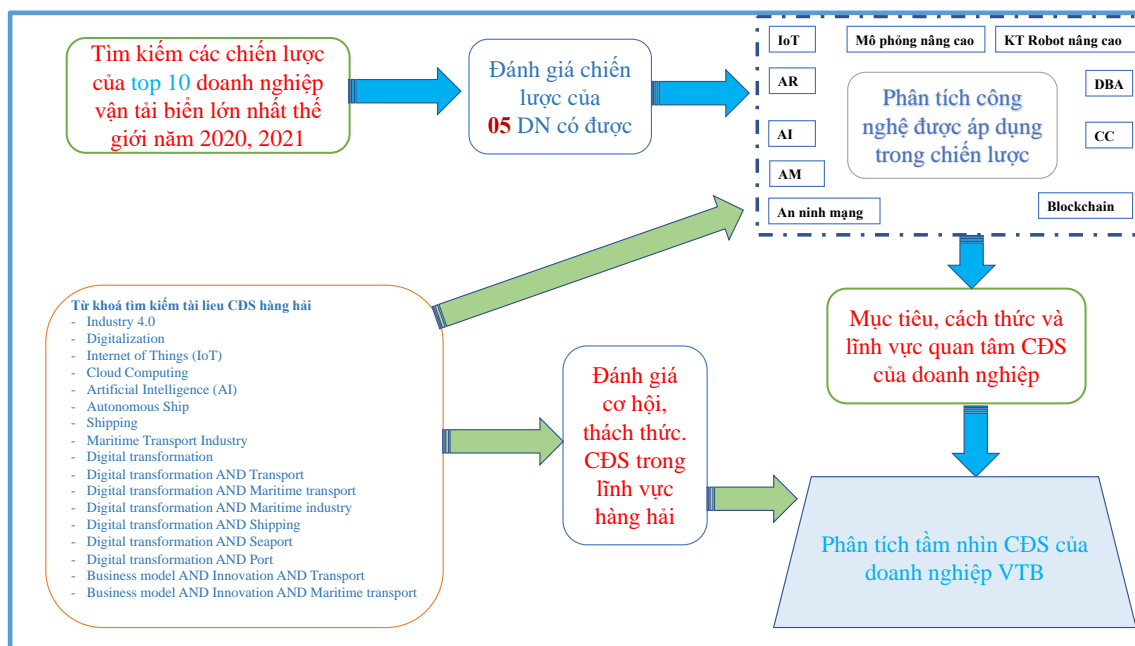 Tìm kiếm các chiến lược
của top 10 doanh nghiệp
vận tải biển lớn nhất thế
giới năm 2020, 2021
Đánh giá chiến
lược của
05 DN có được
IoT
Mô phỏng nâng cao
KT Robot nâng cao
AR
DBA
Phân tích công
nghệ được áp dụng
trong chiến lược
AI
CC
AM
An ninh mạng
Blockchain
Từ khoá tìm kiếm tài lieu CĐS hàng hải
- Industry 4.0
- Digitalization
- Internet of Things (IoT)
- Cloud Computing
- Artificial Intelligence (AI)
- Autonomous Ship
- Shipping
- Maritime Transport Industry
- Digital transformation
- Digital transformation AND Transport
- Digital transformation AND Maritime transport
- Digital transformation AND Maritime industry
- Digital transformation AND Shipping
- Digital transformation AND Seaport
- Digital transformation AND Port
- Business model AND Innovation AND Transport
- Business model AND Innovation AND Maritime transport
Đánh giá
cơ hội,
thách thức.
CĐS trong
lĩnh vực
hàng hải
Mục tiêu, cách thức và
lĩnh vực quan tâm CĐS
của doanh nghiệp
Phân tích tầm nhìn CĐS của
doanh nghiệp VTB